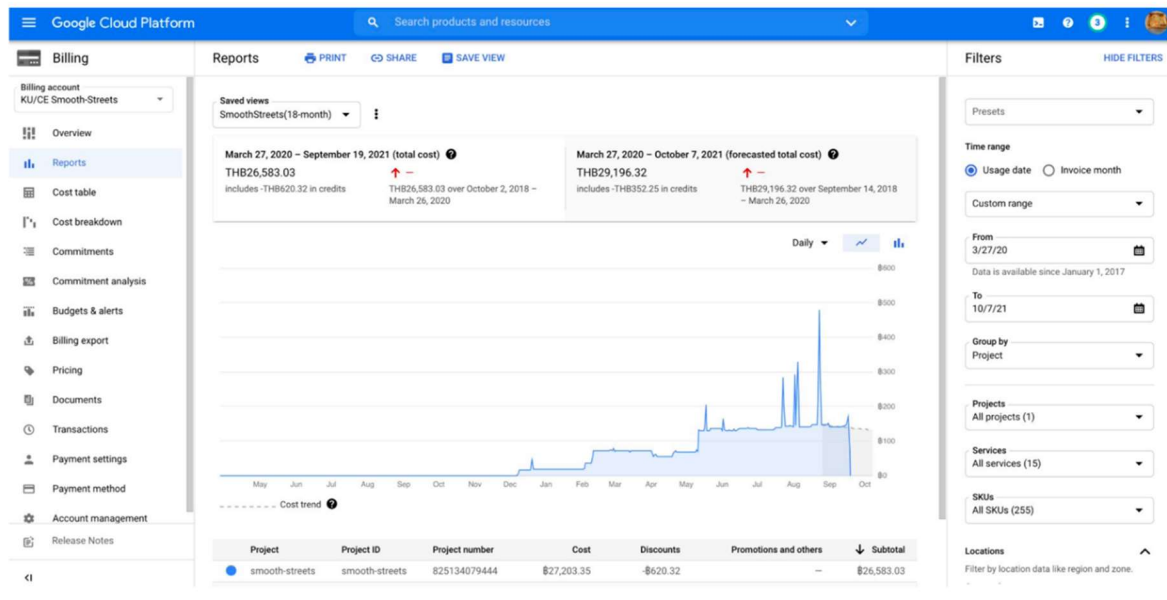 Google Cloud Platform
Search products and resources
3
Billing
Billing account
KU/CE Smooth-Streets
Overview
Reports
Cost table
Cost breakdown
Commitments
Commitment analysis
Budgets & alerts
Billing export
Pricing
Documents
Transactions
Payment settings
Payment method
Account management
Release Notes
Reports PRINT SHARE SAVE VIEW
Saved views
SmoothStreets(18-month)
March 27, 2020 – September 19, 2021 (total cost)
THB26,583.03
includes -THB620.32 in credits
THB26,583.03 over October 2, 2018 –
March 26, 2020
March 27, 2020 – October 7, 2021 (forecasted total cost)
THB29,196.32
includes -THB352.25 in credits
THB29,196.32 over September 14, 2018
– March 26, 2020
Daily
฿600
฿500
฿400
฿300
฿200
฿100
฿0
May Jun Jul Aug Sep Oct Nov Dec Jan Feb Mar Apr May Jun Jul Aug Sep Oct
Cost trend
Project Project ID Project number Cost Discounts Promotions and others Subtotal
smooth-streets smooth-streets 825134079444 ฿27,203.35 -฿620.32 — ฿26,583.03
Filters HIDE FILTERS
Presets
Time range
Usage date Invoice month
Custom range
From
3/27/20
Data is available since January 1, 2017
To
10/7/21
Group by
Project
Projects
All projects (1)
Services
All services (15)
SKUs
All SKUs (255)
Locations
Filter by location data like region and zone.